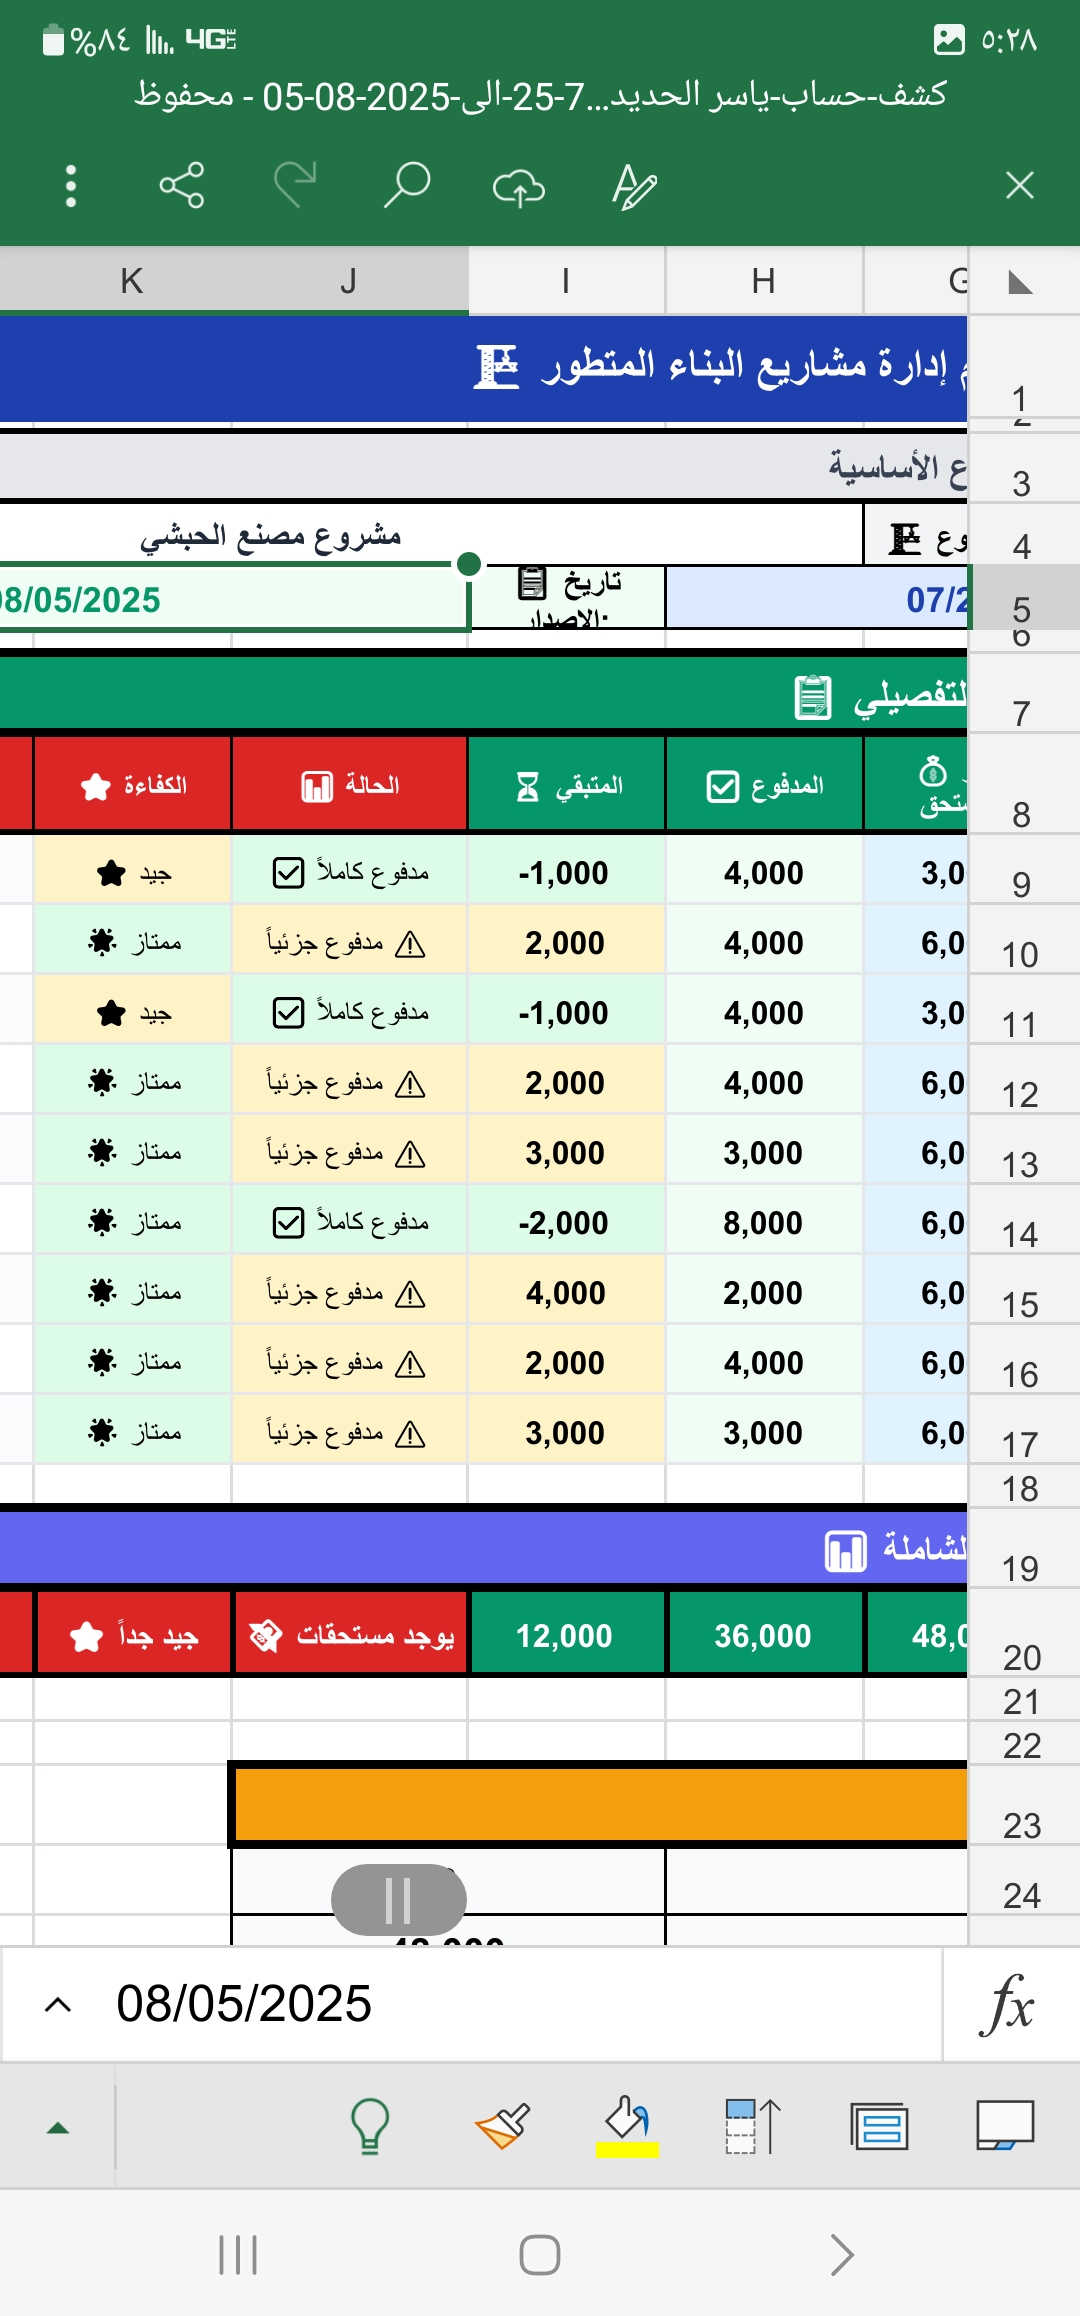 ٥:٢٨ 4G LTE %٨٤
كشف-حساب-ياسر الحديد...7-25-الى-2025-08-05 - محفوظ
G H I J K
1 إدارة مشاريع البناء المتطور
2
3 ع الأساسية
4 وع مشروع مصنع الحبشي
5 07/2 تاريخ الإصدار: 08/05/2025
6
7 لتفصيلي
8 المدفوع المتبقي الحالة الكفاءة
9 3,0 4,000 -1,000 مدفوع كاملاً جيد
10 6,0 4,000 2,000 مدفوع جزئياً ممتاز
11 3,0 4,000 -1,000 مدفوع كاملاً جيد
12 6,0 4,000 2,000 مدفوع جزئياً ممتاز
13 6,0 3,000 3,000 مدفوع جزئياً ممتاز
14 6,0 8,000 -2,000 مدفوع كاملاً ممتاز
15 6,0 2,000 4,000 مدفوع جزئياً ممتاز
16 6,0 4,000 2,000 مدفوع جزئياً ممتاز
17 6,0 3,000 3,000 مدفوع جزئياً ممتاز
18
19 لشاملة
20 48,0 36,000 12,000 يوجد مستحقات جيد جداً
21
22
23
24
08/05/2025 fx